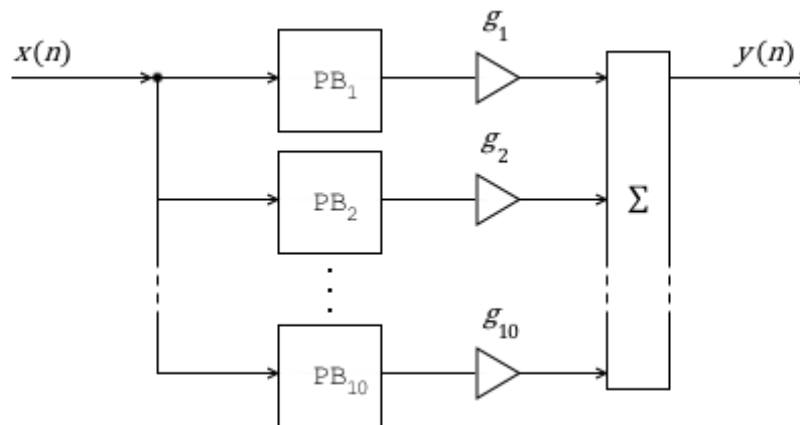 x(n)
PB₁
g₁
y(n)
PB₂
g₂
Σ
PB₁₀
g₁₀